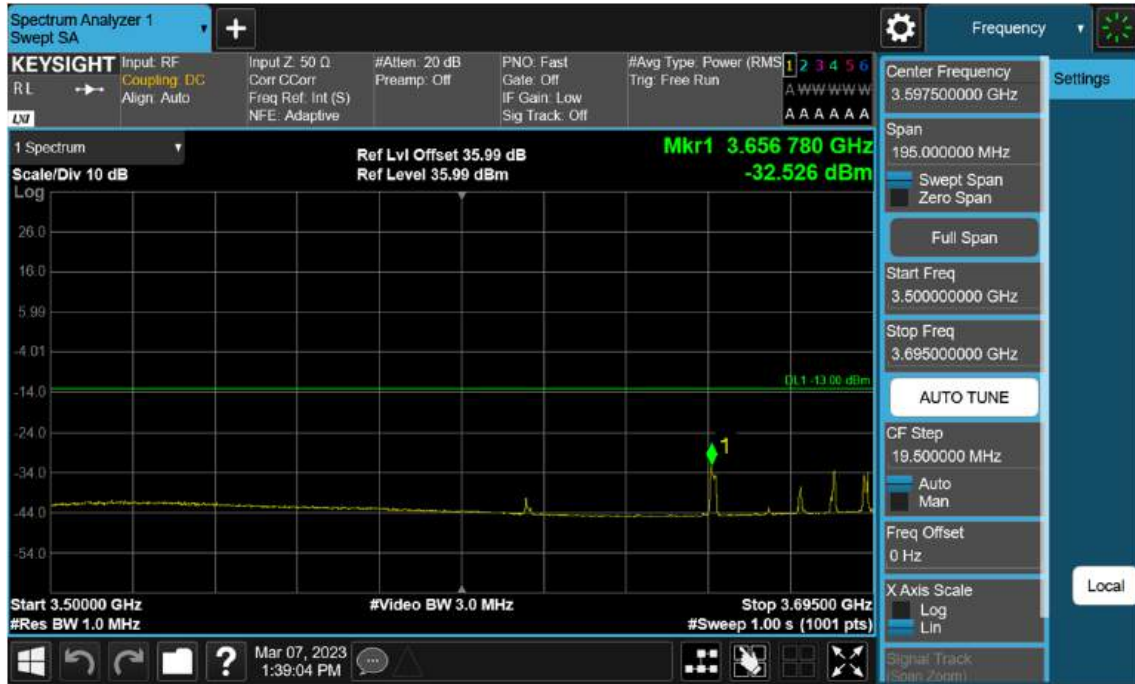 Spectrum Analyzer 1
Swept SA
+
Frequency
KEYSIGHT
RL
LXI
Input: RF
Coupling: DC
Align: Auto
Input Z: 50 Ω
Corr CCorr
Freq Ref: Int (S)
NFE: Adaptive
#Atten: 20 dB
Preamp: Off
PNO: Fast
Gate: Off
IF Gain: Low
Sig Track: Off
#Avg Type: Power (RMS
Trig: Free Run
1 2 3 4 5 6
A W W W W W
A A A A A A
1 Spectrum
Scale/Div 10 dB
Log
Ref Lvl Offset 35.99 dB
Ref Level 35.99 dBm
Mkr1 3.656 780 GHz
-32.526 dBm
26.0
16.0
5.99
-4.01
DL1 -13.00 dBm
-14.0
-24.0
1
-34.0
-44.0
-54.0
Start 3.50000 GHz
#Res BW 1.0 MHz
#Video BW 3.0 MHz
Stop 3.69500 GHz
#Sweep 1.00 s (1001 pts)
Center Frequency
3.597500000 GHz
Settings
Span
195.000000 MHz
Swept Span
Zero Span
Full Span
Start Freq
3.500000000 GHz
Stop Freq
3.695000000 GHz
AUTO TUNE
CF Step
19.500000 MHz
Auto
Man
Freq Offset
0 Hz
X Axis Scale
Log
Lin
Local
Signal Track
(Span Zoom)
?
Mar 07, 2023
1:39:04 PM